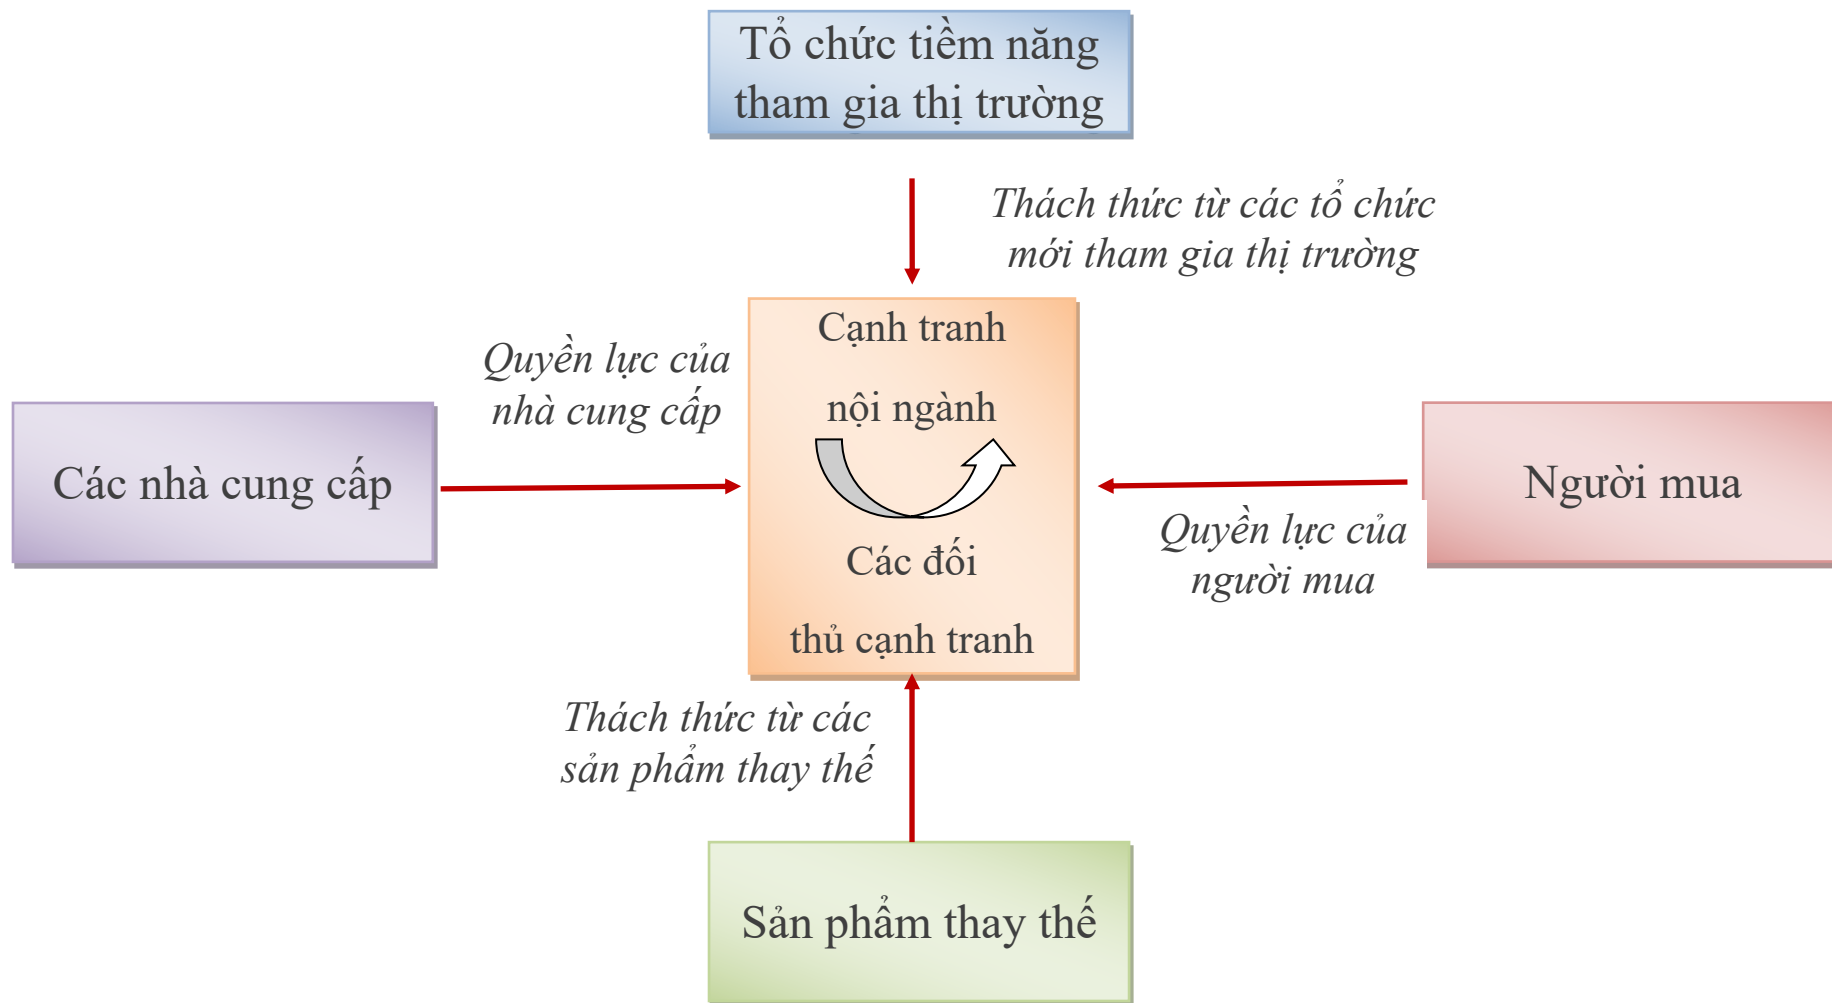 Tổ chức tiềm năng
tham gia thị trường
Thách thức từ các tổ chức
mới tham gia thị trường
Cạnh tranh
nội ngành
Quyền lực của
nhà cung cấp
Các nhà cung cấp
Người mua
Quyền lực của
người mua
Các đối
thủ cạnh tranh
Thách thức từ các
sản phẩm thay thế
Sản phẩm thay thế